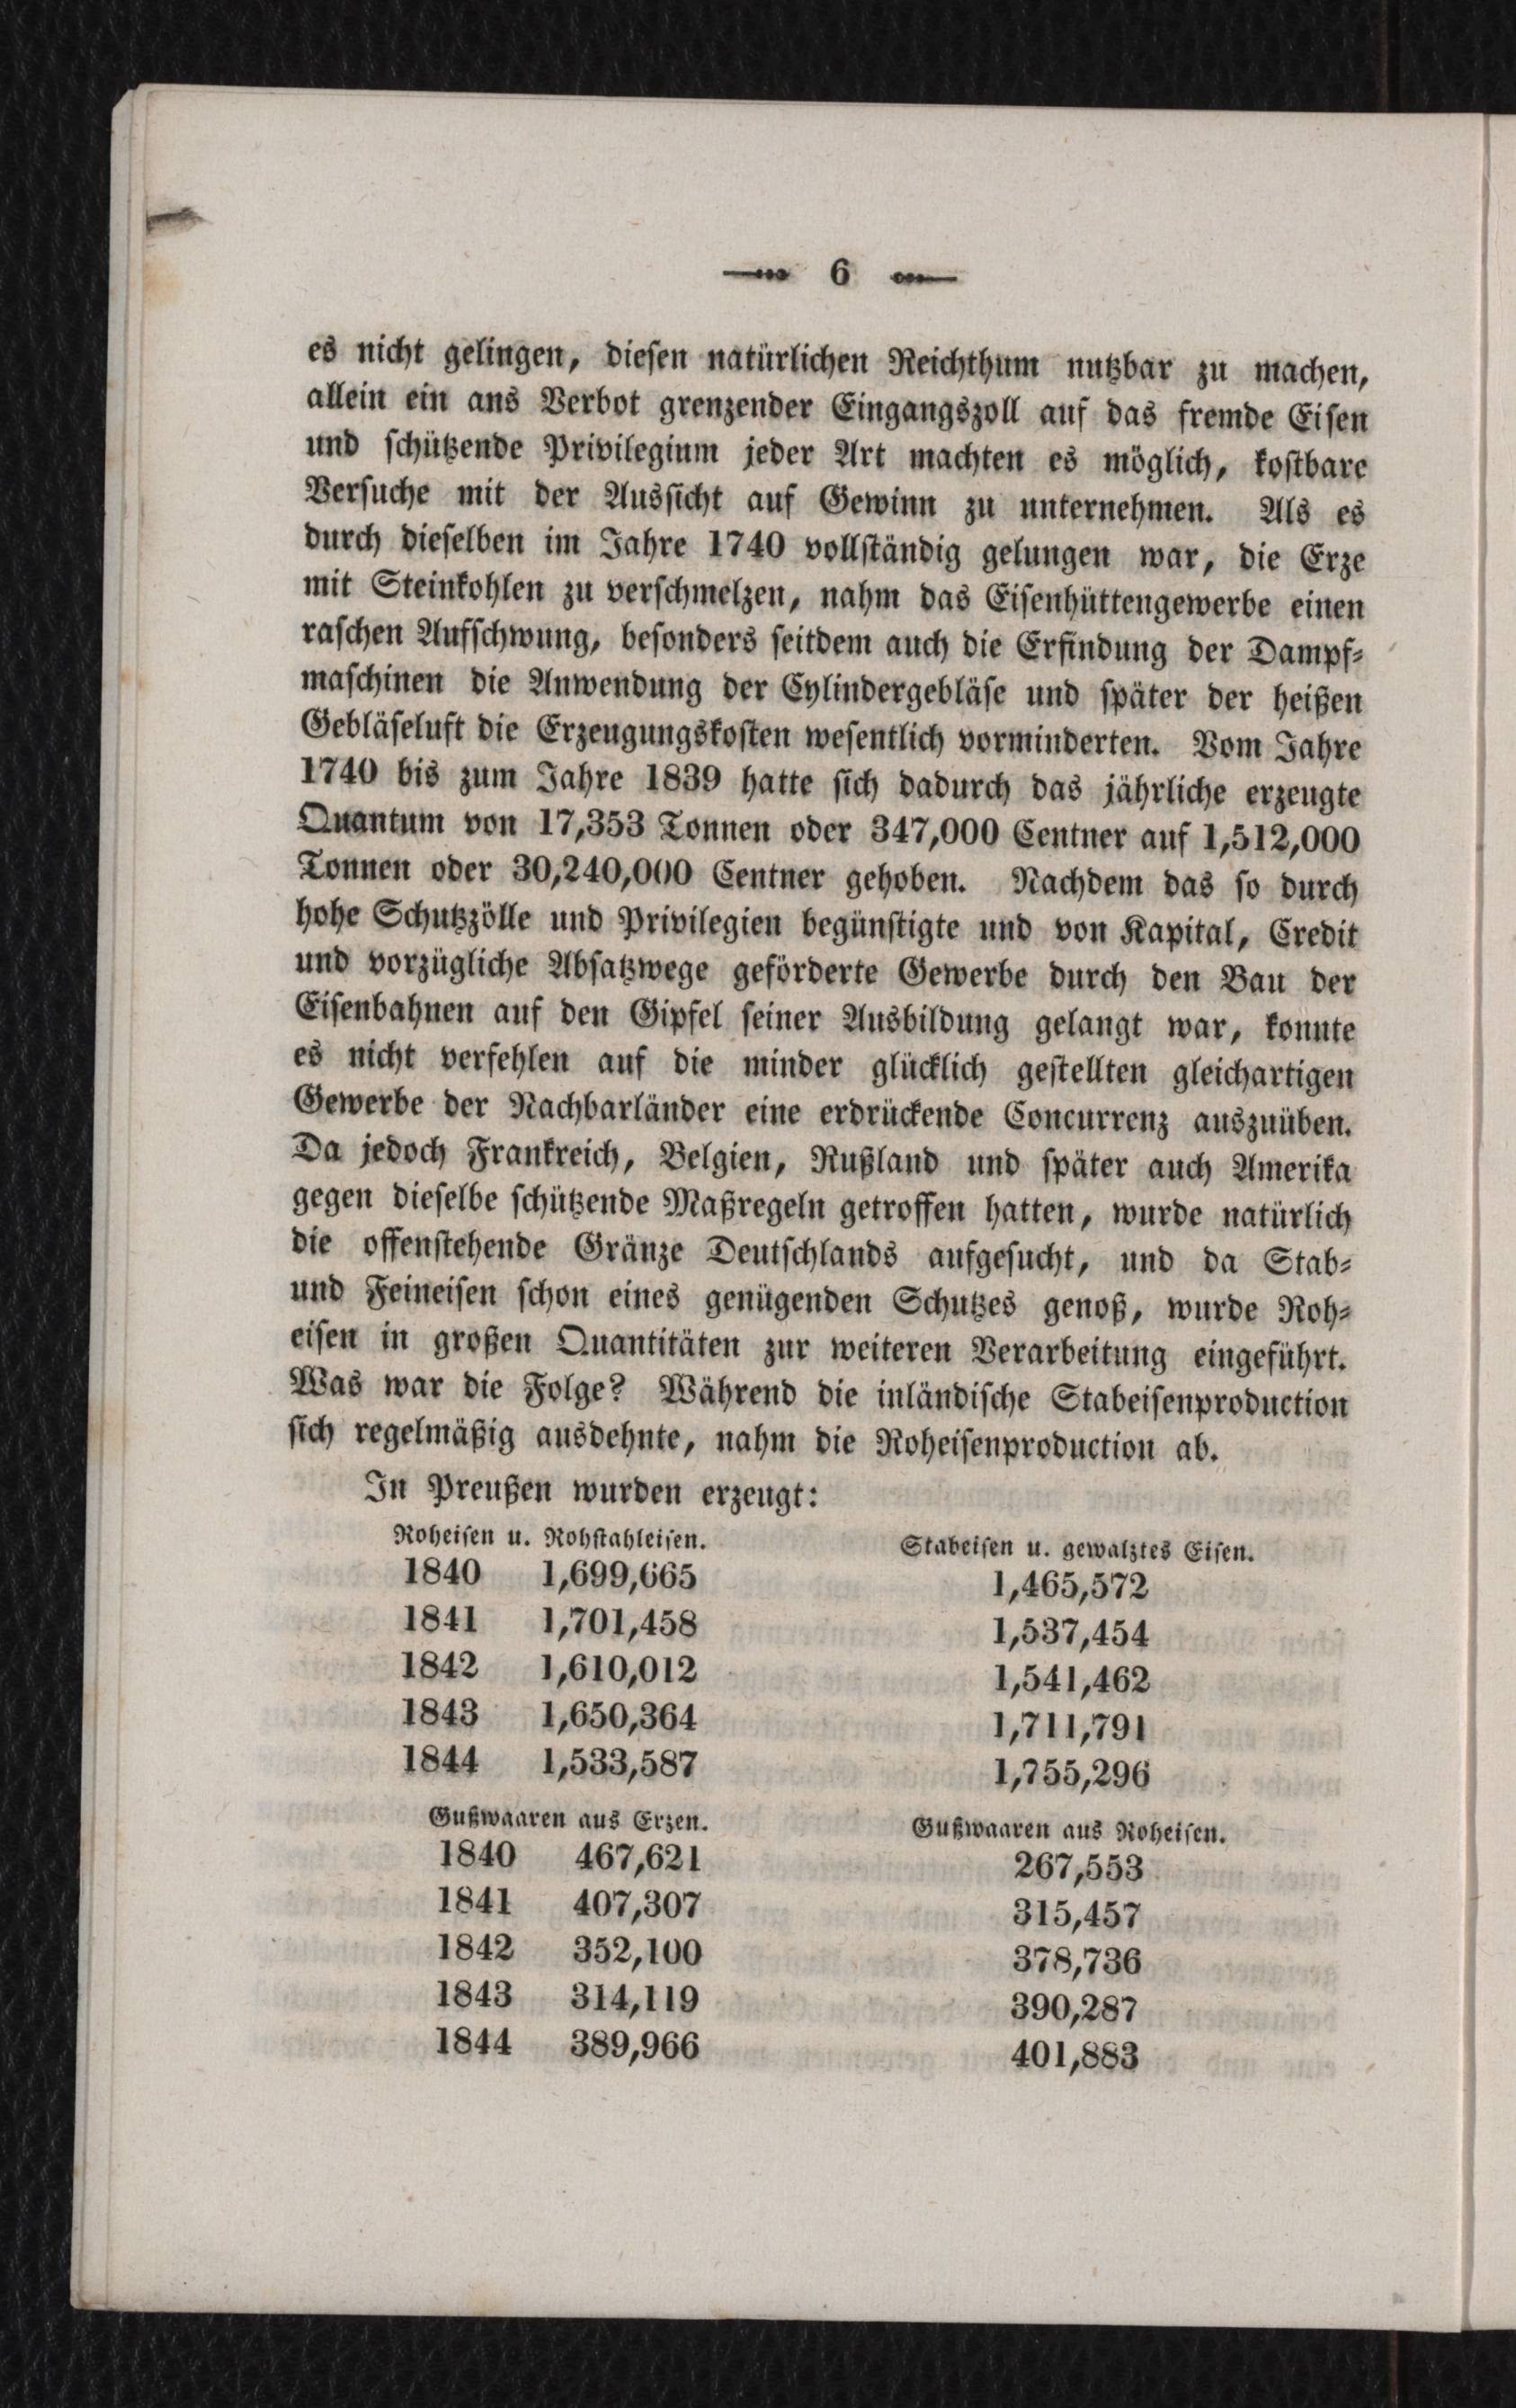 6
es nicht gelingen, diesen natürlichen Reichthum nutzbar zu machen,
allein ein ans Verbot grenzender Eingangszoll auf das fremde Eisen
und schützende Privilegium jeder Art machten es möglich, kostbare
Versuche mit der Aussicht auf Gewinn zu unternehmen. Als es
durch dieselben im Jahre 1740 vollständig gelungen war, die Erze
mit Steinkohlen zu verschmelzen, nahm das Eisenhüttengewerbe einen
raschen Aufschwung, besonders seitdem auch die Erfindung der Dampf-
maschinen die Anwendung der Cylindergebläse und später der heißen
Gebläseluft die Erzeugungskosten wesentlich vorminderten. Vom Jahre
1740 bis zum Jahre 1839 hatte sich dadurch das jährliche erzeugte
Quantum von 17,353 Tonnen oder 347,000 Centner auf 1,512,000
Tonnen oder 30,240,000 Centner gehoben. Nachdem das so durch
hohe Schutzzölle und Privilegien begünstigte und von Kapital, Credit
und vorzügliche Absatzwege geförderte Gewerbe durch den Bau der
Eisenbahnen auf den Gipfel seiner Ausbildung gelangt war, konnte
es nicht verfehlen auf die minder glücklich gestellten gleichartigen
Gewerbe der Nachbarländer eine erdrückende Concurrenz auszuüben.
Da jedoch Frankreich, Belgien, Rußland und später auch Amerika
gegen dieselbe schützende Maßregeln getroffen hatten, wurde natürlich
die offenstehende Gränze Deutschlands aufgesucht, und da Stab-
und Feineisen schon eines genügenden Schutzes genoß, wurde Roh-
eisen in großen Quantitäten zur weiteren Verarbeitung eingeführt.
Was war die Folge? Während die inländische Stabeisenproduction
sich regelmäßig ausdehnte, nahm die Roheisenproduction ab.
In Preußen wurden erzeugt:
Roheisen u. Rohstahleisen. Stabeisen u. gewalztes Eisen.
1840 1,699,665 1,465,572
1841 1,701,458 1,537,454
1842 1,610,012 1,541,462
1843 1,650,364 1,711,791
1844 1,533,587 1,755,296
Gußwaaren aus Erzen. Gußwaaren aus Roheisen.
1840 467,621 267,553
1841 407,307 315,457
1842 352,100 378,736
1843 314,119 390,287
1844 389,966 401,883